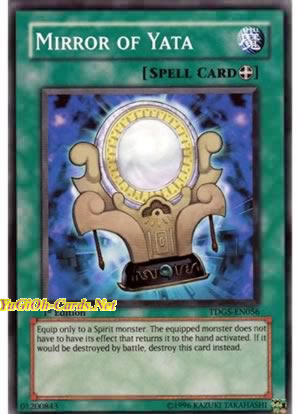 MIRROR OF YATA
[SPELL CARD]
YuGiOh-Cards.Net
1st Edition
TDGS-EN056
Equip only to a Spirit monster. The equipped monster does not
to have its effect that returns it to the hand activated. If it
would be destroyed by battle, destroy this card instead.
01200843
©1996 KAZUKI TAKAHASHI